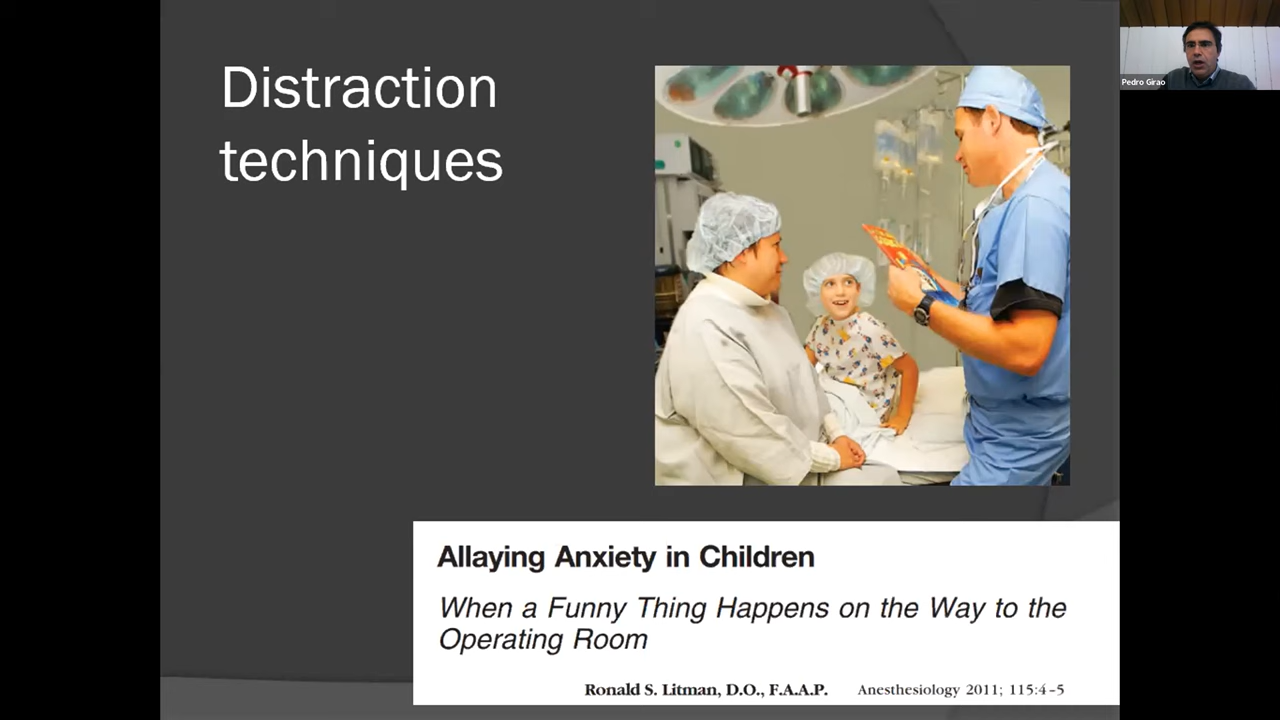 Distraction
techniques
Pedro Girao
Allaying Anxiety in Children
When a Funny Thing Happens on the Way to the
Operating Room
Ronald S. Litman, D.O., F.A.A.P. Anesthesiology 2011; 115:4–5